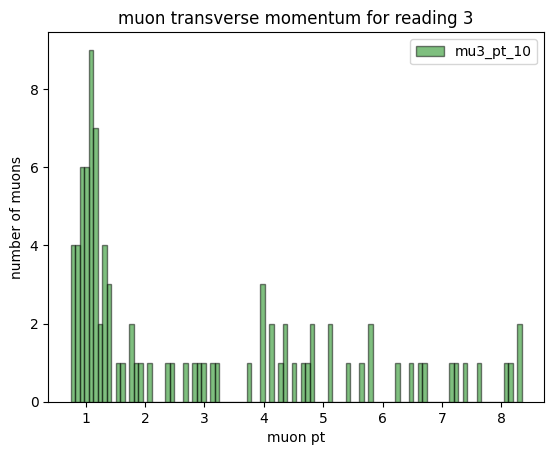 muon transverse momentum for reading 3
mu3_pt_10
number of muons
8
6
4
2
0
1 2 3 4 5 6 7 8
muon pt